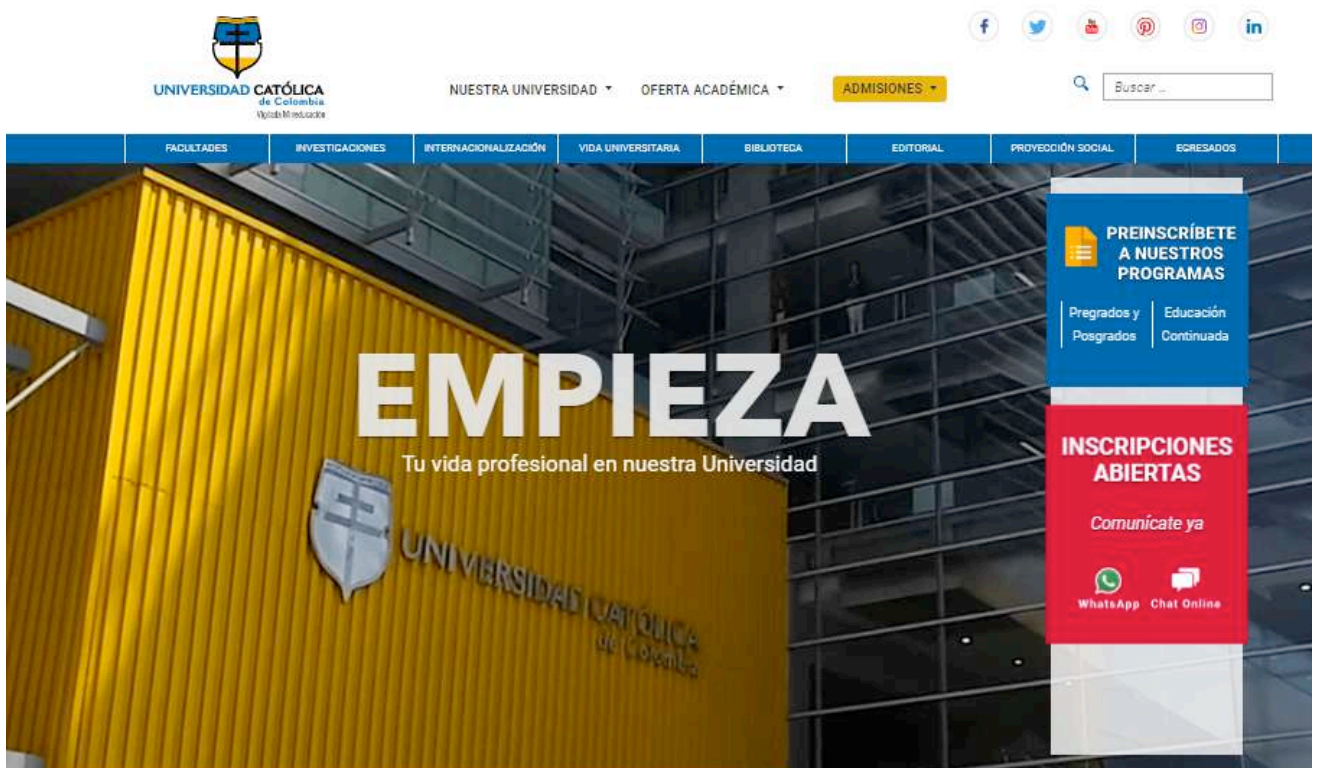 UNIVERSIDAD CATÓLICA
de Colombia
Vigilada Mineducación
NUESTRA UNIVERSIDAD
OFERTA ACADÉMICA
ADMISIONES
Buscar ...
FACULTADES
INVESTIGACIONES
INTERNACIONALIZACIÓN
VIDA UNIVERSITARIA
BIBLIOTECA
EDITORIAL
PROYECCIÓN SOCIAL
EGRESADOS
PREINSCRÍBETE
A NUESTROS
PROGRAMAS
Pregrados y
Posgrados
Educación
Continuada
EMPIEZA
Tu vida profesional en nuestra Universidad
UNIVERSIDAD CATÓLICA
de Colombia
INSCRIPCIONES
ABIERTAS
Comunícate ya
WhatsApp
Chat Online